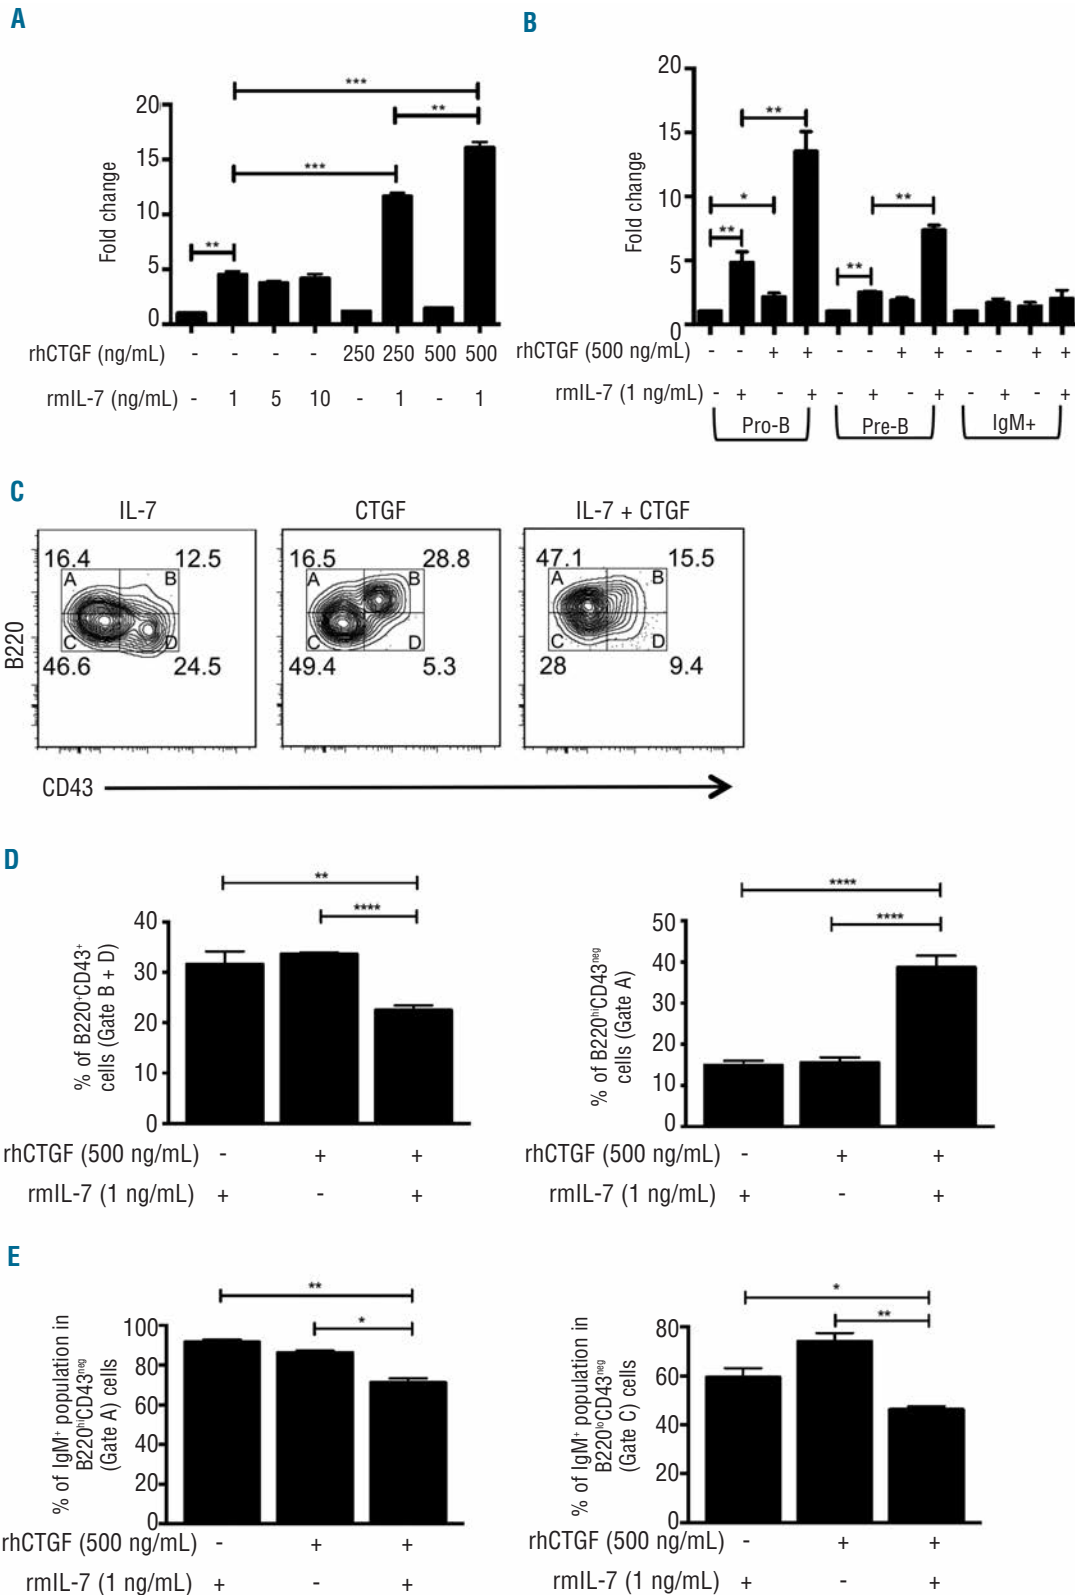 A
B
***
**
***
**
20
15
10
5
0
Fold change
rhCTGF (ng/mL) - - - - 250 250 500 500
rmIL-7 (ng/mL) - 1 5 10 - 1 - 1
**
*
**
**
**
20
15
10
5
0
Fold change
rhCTGF (500 ng/mL) - - + + - - + + - - + +
rmIL-7 (1 ng/mL) - + - + - + - + - + - +
Pro-B Pre-B IgM+
C
IL-7 CTGF IL-7 + CTGF
16.4 12.5 16.5 28.8 47.1 15.5
A B A B A B
C D C D C D
46.6 24.5 49.4 5.3 28 9.4
B220
CD43
D
**
****
40
30
20
10
0
% of B220+CD43+
cells (Gate B + D)
rhCTGF (500 ng/mL) - + +
rmIL-7 (1 ng/mL) + - +
****
****
50
40
30
20
10
0
% of B220hiCD43neg
cells (Gate A)
rhCTGF (500 ng/mL) - + +
rmIL-7 (1 ng/mL) + - +
E
**
*
100
80
60
40
20
0
% of IgM+ population in
B220hiCD43neg
(Gate A) cells
rhCTGF (500 ng/mL) - + +
rmIL-7 (1 ng/mL) + - +
*
**
80
60
40
20
0
% of IgM+ population in
B220loCD43neg
(Gate C) cells
rhCTGF (500 ng/mL) - + +
rmIL-7 (1 ng/mL) + - +